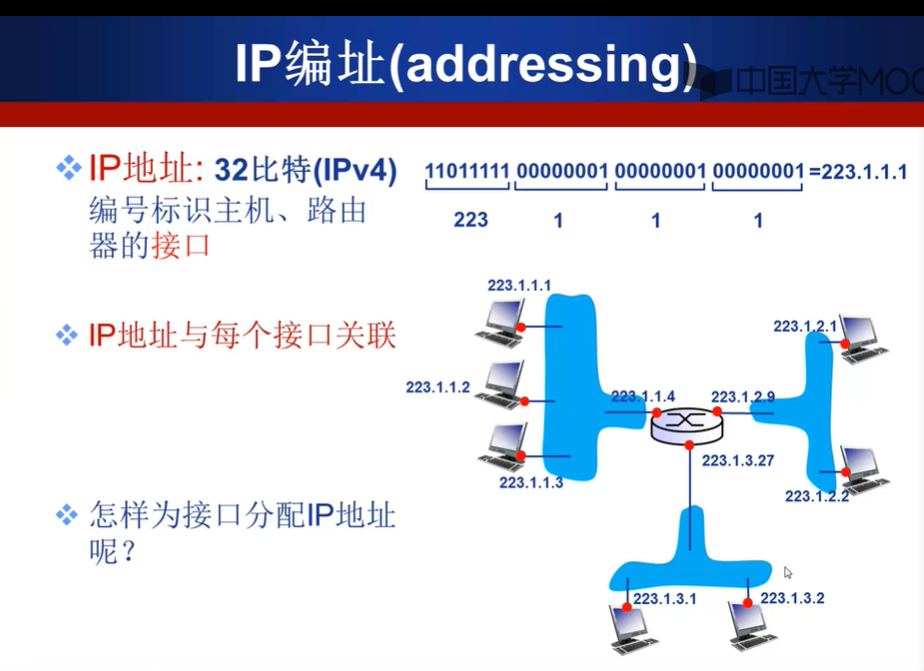 IP编址(addressing)
中国大学MOO
IP地址: 32比特(IPv4)
编号标识主机、路由
器的接口
11011111 00000001 00000001 00000001 =223.1.1.1
223 1 1 1
IP地址与每个接口关联
怎样为接口分配IP地址
呢?
223.1.1.1
223.1.2.1
223.1.1.2
223.1.1.4
223.1.2.9
223.1.3.27
223.1.1.3
223.1.2.2
223.1.3.1
223.1.3.2